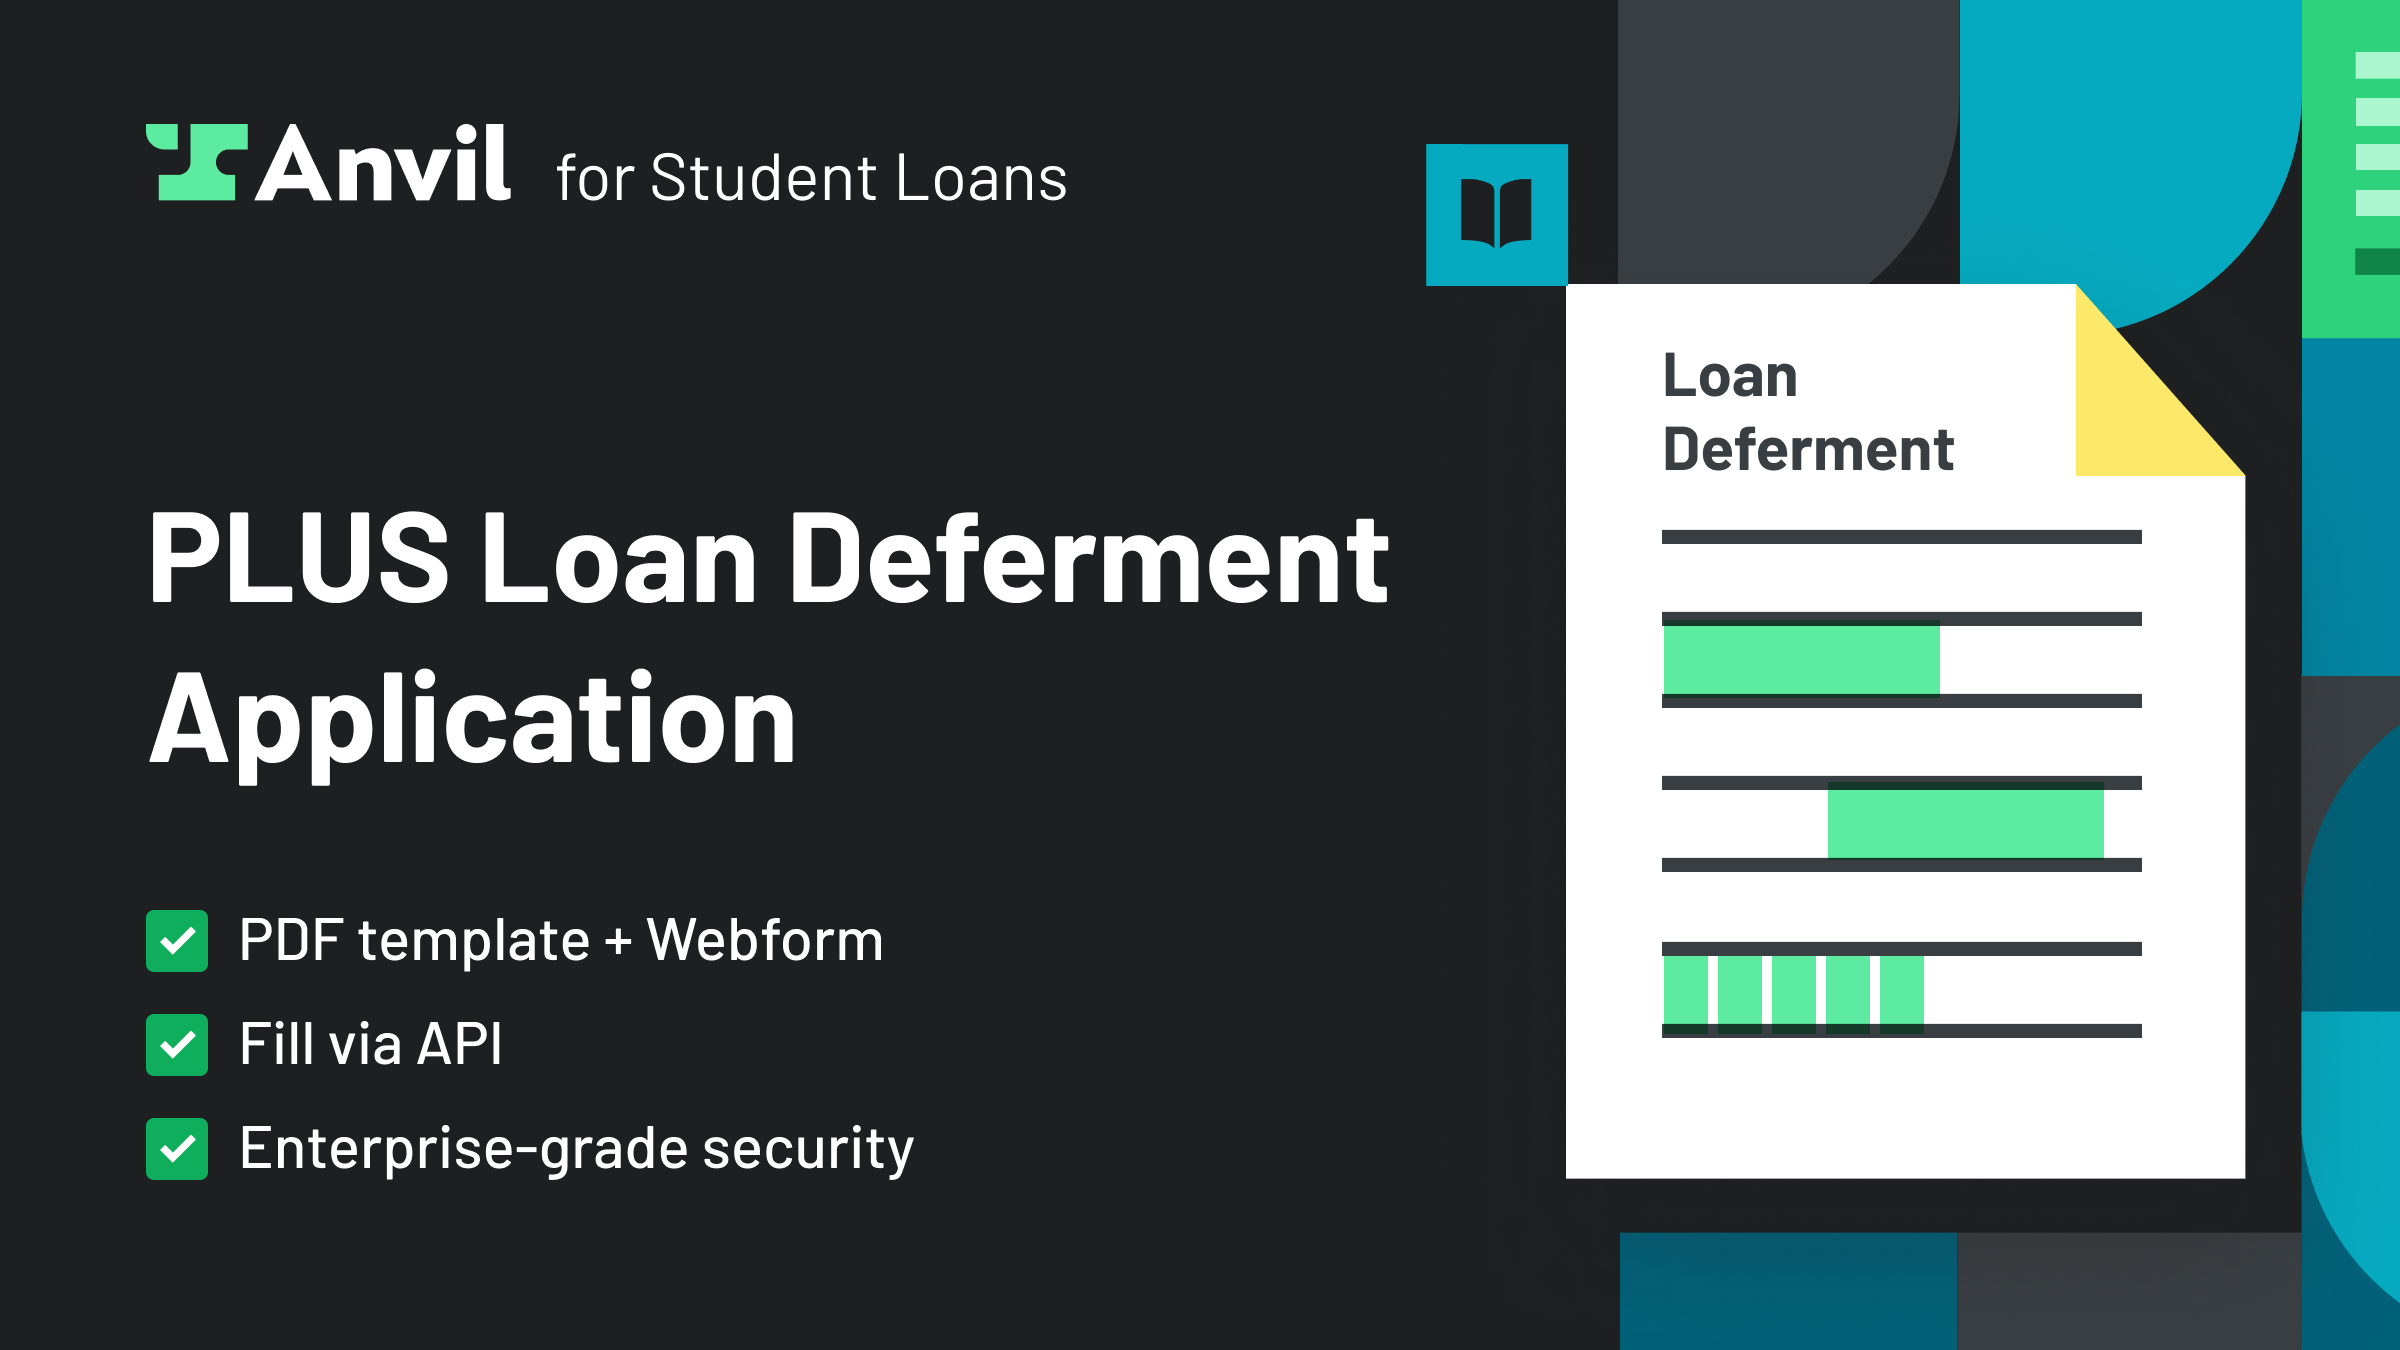 Anvil for Student Loans
PLUS Loan Deferment
Application
PDF template + Webform
Fill via API
Enterprise-grade security
Loan
Deferment